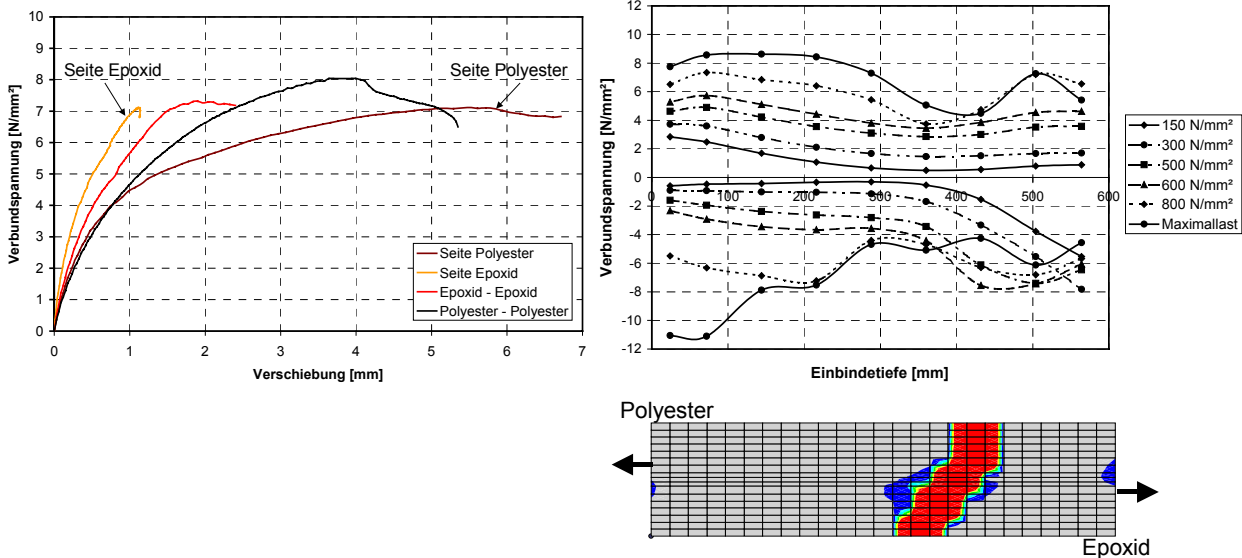 10
9
8
7
6
5
4
3
2
1
0
Verbundspannung [N/mm²]
Seite Epoxid
Seite Polyester
Seite Polyester
Seite Epoxid
Epoxid - Epoxid
Polyester - Polyester
0 1 2 3 4 5 6 7
Verschiebung [mm]
12
10
8
6
4
2
0
-2
-4
-6
-8
-10
-12
Verbundspannung [N/mm²]
0 100 200 300 400 500 600
Einbindetiefe [mm]
150 N/mm²
300 N/mm²
500 N/mm²
600 N/mm²
800 N/mm²
Maximallast
Polyester
Epoxid